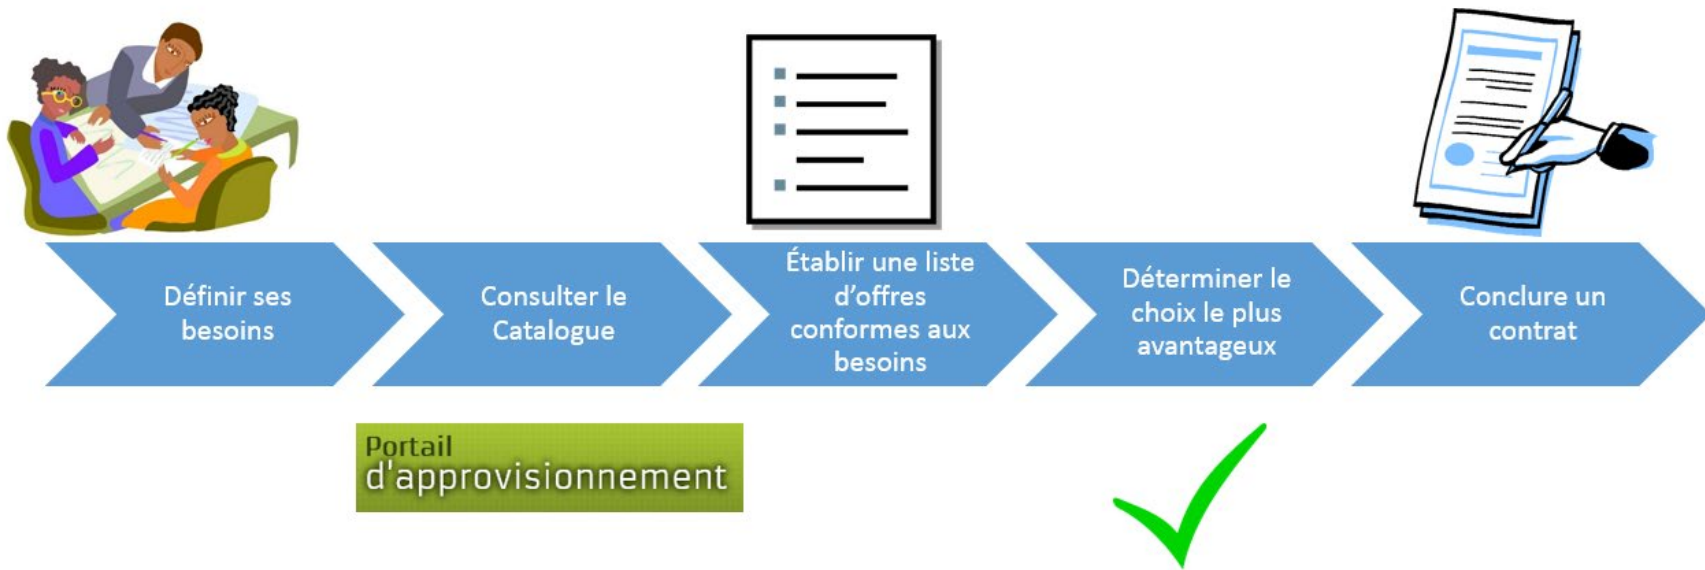 Définir ses
besoins
Consulter le
Catalogue
Établir une liste
d’offres
conformes aux
besoins
Déterminer le
choix le plus
avantageux
Conclure un
contrat
Portail
d'approvisionnement